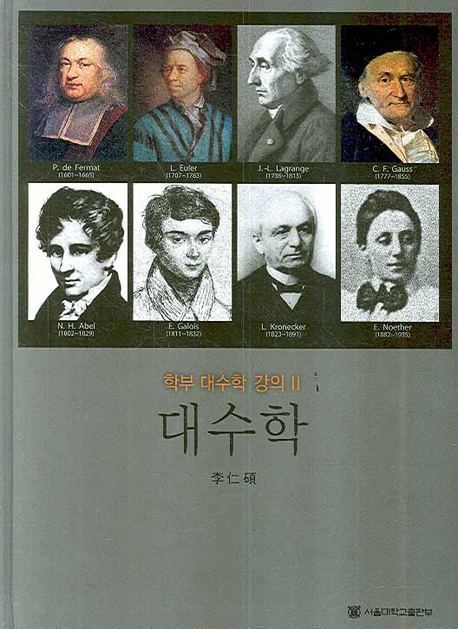 P. de Fermat
(1601~1665)
L. Euler
(1707~1783)
J.-L. Lagrange
(1736~1813)
C. F. Gauss
(1777~1855)
N. H. Abel
(1802~1829)
E. Galois
(1811~1832)
L. Kronecker
(1823~1891)
E. Noether
(1882~1935)
학부 대수학 강의 II
대수학
李仁碩
서울대학교출판부